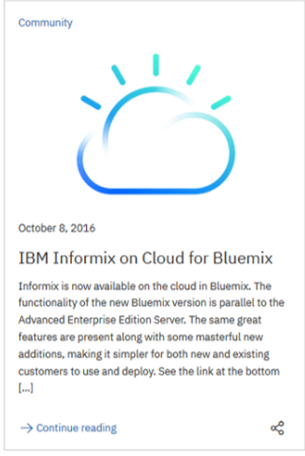 Community
October 8, 2016
IBM Informix on Cloud for Bluemix
Informix is now available on the cloud in Bluemix. The
functionality of the new Bluemix version is parallel to the
Advanced Enterprise Edition Server. The same great
features are present along with some masterful new
additions, making it simpler for both new and existing
customers to use and deploy. See the link at the bottom
[...]
Continue reading